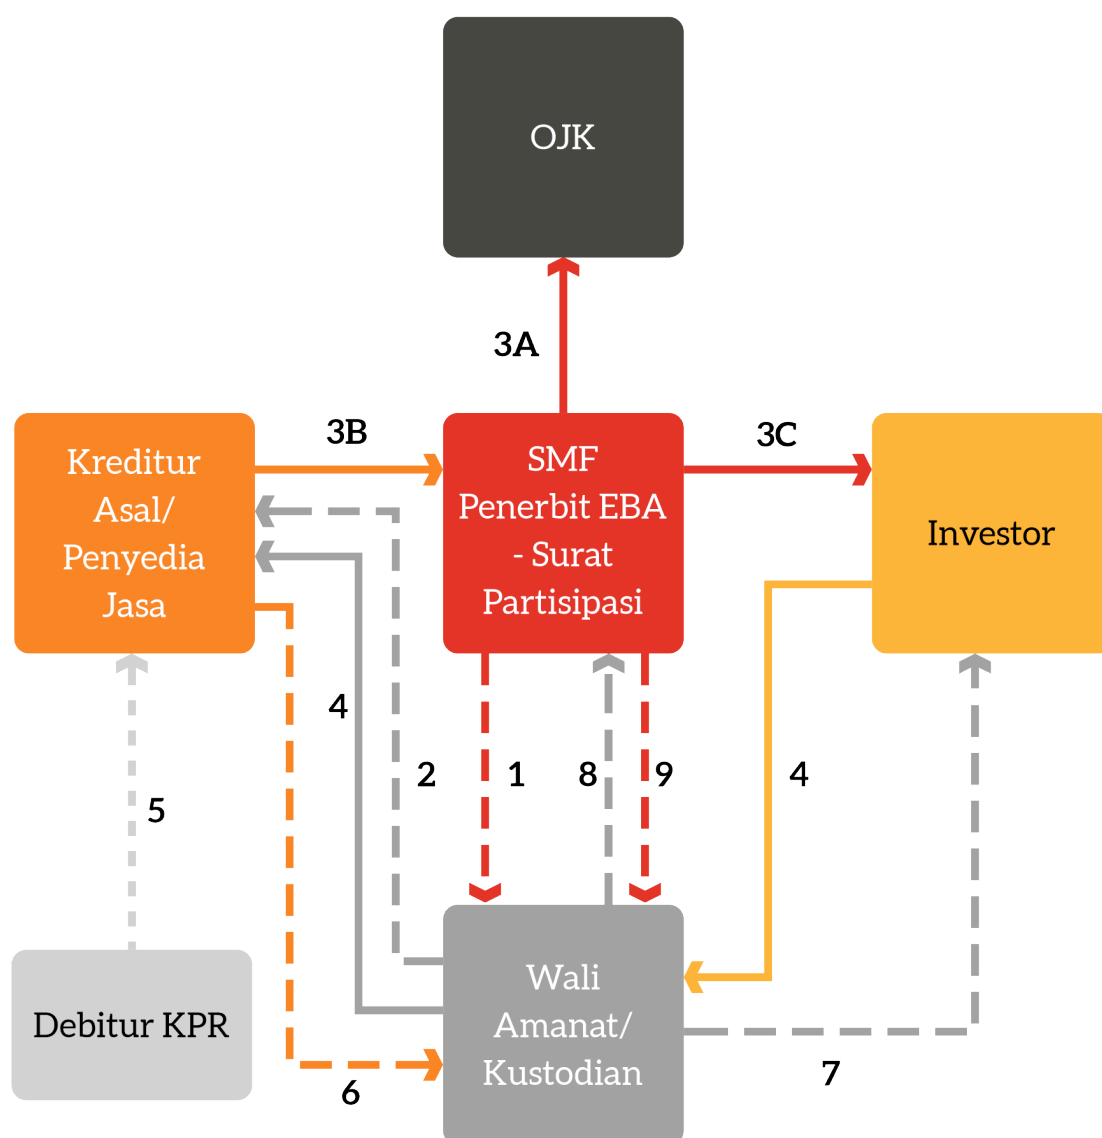 OJK
3A
3B
3C
Kreditur
Asal/
Penyedia
Jasa
SMF
Penerbit EBA
- Surat
Partisipasi
Investor
4
2
1
8
9
4
5
Debitur KPR
Wali
Amanat/
Kustodian
6
7